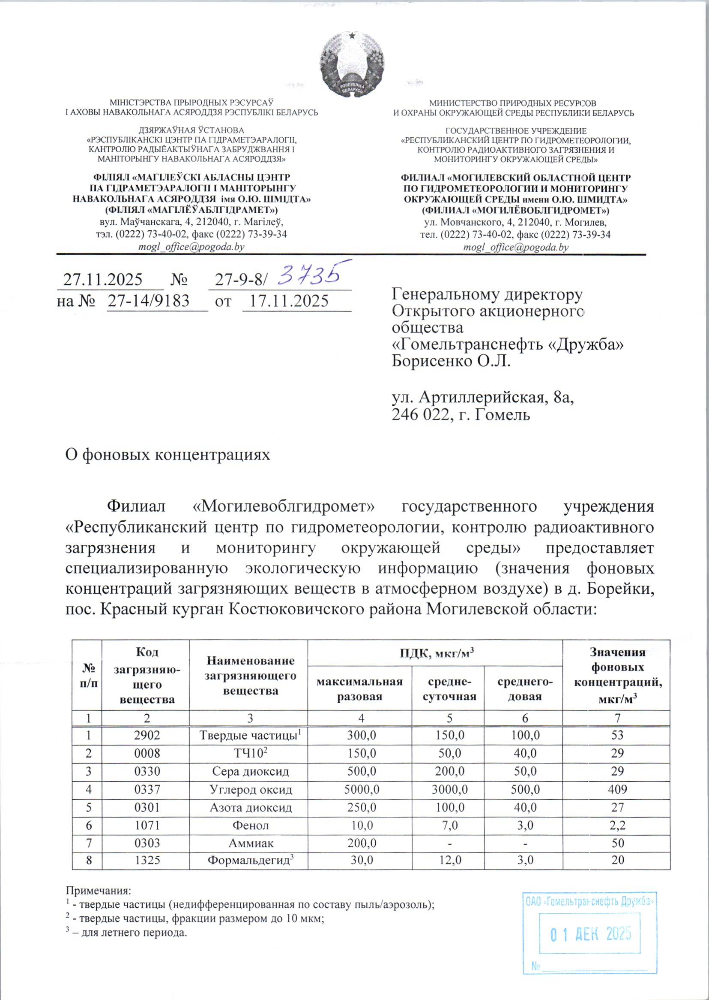 РЭСПУБЛІКА
БЕЛАРУСЬ
МІНІСТЭРСТВА ПРЫРОДНЫХ РЭСУРСАЎ
І АХОВЫ НАВАКОЛЬНАГА АСЯРОДДЗЯ РЭСПУБЛІКІ БЕЛАРУСЬ
ДЗЯРЖАЎНАЯ ЎСТАНОВА
«РЭСПУБЛІКАНСКІ ЦЭНТР ПА ГІДРАМЕТЭАРАЛОГІІ,
КАНТРОЛЮ РАДЫЁАКТЫЎНАГА ЗАБРУДЖВАННЯ І
МАНІТОРЫНГУ НАВАКОЛЬНАГА АСЯРОДДЗЯ»
ФІЛІЯЛ «МАГІЛЕЎСКІ АБЛАСНЫ ЦЭНТР
ПА ГІДРАМЕТЭАРАЛОГІІ І МАНІТОРЫНГУ
НАВАКОЛЬНАГА АСЯРОДДЗЯ імя О.Ю. ШМІДТА»
(ФІЛІЯЛ «МАГІЛЁЎАБЛГІДРАМЕТ»)
вул. Маўчанскага, 4, 212040, г. Магілеў,
тэл. (0222) 73-40-02, факс (0222) 73-39-34
mogl_office@pogoda.by
МИНИСТЕРСТВО ПРИРОДНЫХ РЕСУРСОВ
И ОХРАНЫ ОКРУЖАЮЩЕЙ СРЕДЫ РЕСПУБЛИКИ БЕЛАРУСЬ
ГОСУДАРСТВЕННОЕ УЧРЕЖДЕНИЕ
«РЕСПУБЛИКАНСКИЙ ЦЕНТР ПО ГИДРОМЕТЕОРОЛОГИИ,
КОНТРОЛЮ РАДИОАКТИВНОГО ЗАГРЯЗНЕНИЯ И
МОНИТОРИНГУ ОКРУЖАЮЩЕЙ СРЕДЫ»
ФИЛИАЛ «МОГИЛЕВСКИЙ ОБЛАСТНОЙ ЦЕНТР
ПО ГИДРОМЕТЕОРОЛОГИИ И МОНИТОРИНГУ
ОКРУЖАЮЩЕЙ СРЕДЫ имени О.Ю. ШМИДТА»
(ФИЛИАЛ «МОГИЛЁВОБЛГИДРОМЕТ»)
ул. Мовчанского, 4, 212040, г. Могилев,
тел. (0222) 73-40-02, факс (0222) 73-39-34
mogl_office@pogoda.by
27.11.2025 № 27-9-8/ 3735
на № 27-14/9183 от 17.11.2025
Генеральному директору
Открытого акционерного
общества
«Гомельтранснефть «Дружба»
Борисенко О.Л.
ул. Артиллерийская, 8а,
246 022, г. Гомель
О фоновых концентрациях
Филиал «Могилевоблгидромет» государственного учреждения
«Республиканский центр по гидрометеорологии, контролю радиоактивного
загрязнения и мониторингу окружающей среды» предоставляет
специализированную экологическую информацию (значения фоновых
концентраций загрязняющих веществ в атмосферном воздухе) в д. Борейки,
пос. Красный курган Костюковичского района Могилевской области:
№ п/п | Код загрязняю-щего вещества | Наименование загрязняющего вещества | ПДК, мкг/м³ | Значения фоновых концентраций, мкг/м³
максимальная разовая | средне-суточная | среднего-довая
1 | 2 | 3 | 4 | 5 | 6 | 7
1 | 2902 | Твердые частицы¹ | 300,0 | 150,0 | 100,0 | 53
2 | 0008 | ТЧ10² | 150,0 | 50,0 | 40,0 | 29
3 | 0330 | Сера диоксид | 500,0 | 200,0 | 50,0 | 29
4 | 0337 | Углерод оксид | 5000,0 | 3000,0 | 500,0 | 409
5 | 0301 | Азота диоксид | 250,0 | 100,0 | 40,0 | 27
6 | 1071 | Фенол | 10,0 | 7,0 | 3,0 | 2,2
7 | 0303 | Аммиак | 200,0 | - | - | 50
8 | 1325 | Формальдегид³ | 30,0 | 12,0 | 3,0 | 20
Примечания:
¹ - твердые частицы (недифференцированная по составу пыль/аэрозоль);
² - твердые частицы, фракции размером до 10 мкм;
³ – для летнего периода.
ОАО «Гомельтранснефть Дружба»
01 ДЕК 2025
№